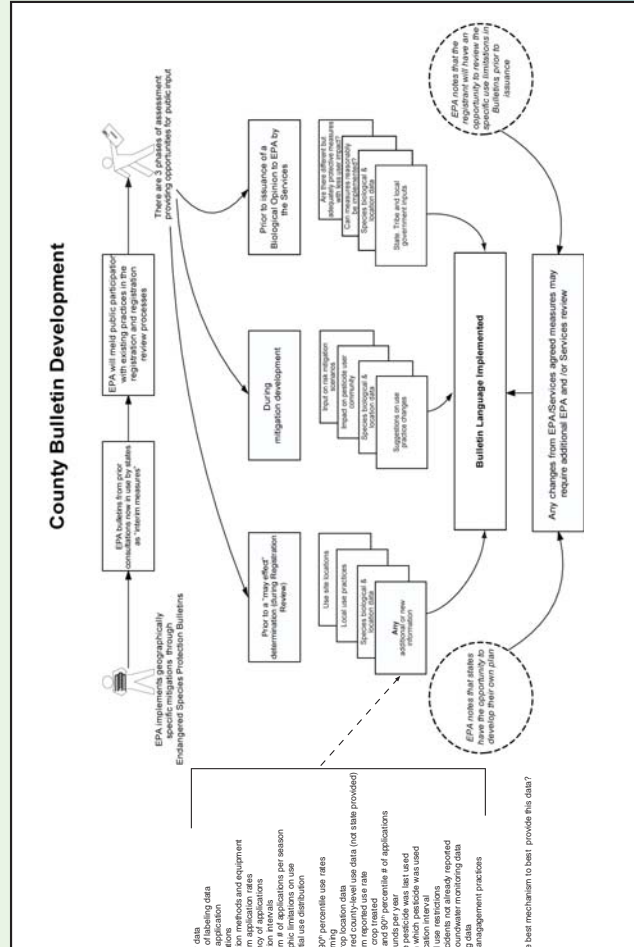 County Bulletin Development
EPA implements geographically
specific mitigations through
Endangered Species Protection Bulletins
EPA bulletins from prior
consultations now in use by states
as "interim measures"
EPA will meld public participation
with existing practices in the
registration and registration
review processes
There are 3 phases of assessment
providing opportunities for public input
Prior to a "may effect"
determination (during Registration
Review)
During
mitigation development
Prior to issuance of a
Biological Opinion to EPA by
the Services
Use site locations
Local use practices
Species biological &
location data
Any
additional or new
information
Input on risk mitigation
scenarios
Impact on pesticide user
community
Species biological &
location data
Suggestions on use
practice changes
Are there different but
adequately protective measures
with less user impact?
Can measures reasonably
be implemented?
Species biological &
location data
State, Tribe and local
government inputs
Bulletin Language Implemented
EPA notes that states
have the opportunity to
develop their own plan
Any changes from EPA/Services agreed measures may
require additional EPA and /or Services review
EPA notes that the
registrant will have an
opportunity to review the
specific use limitations in
Bulletins prior to
issuance
data
of labeling data
application
tions
ion methods and equipment
m application rates
cy of applications
ion intervals
m # of applications per season
phic limitations on use
tial use distribution
90th percentile use rates
ming
op location data
red county-level use data (not state provided)
n reported use rate
crop treated
and 90th percentile # of applications
unds per year
n pesticide was last used
which pesticide was used
cation interval
use restrictions
cidents not already reported
oundwater monitoring data
g data
anagagement practices
e best mechanism to best provide this data?